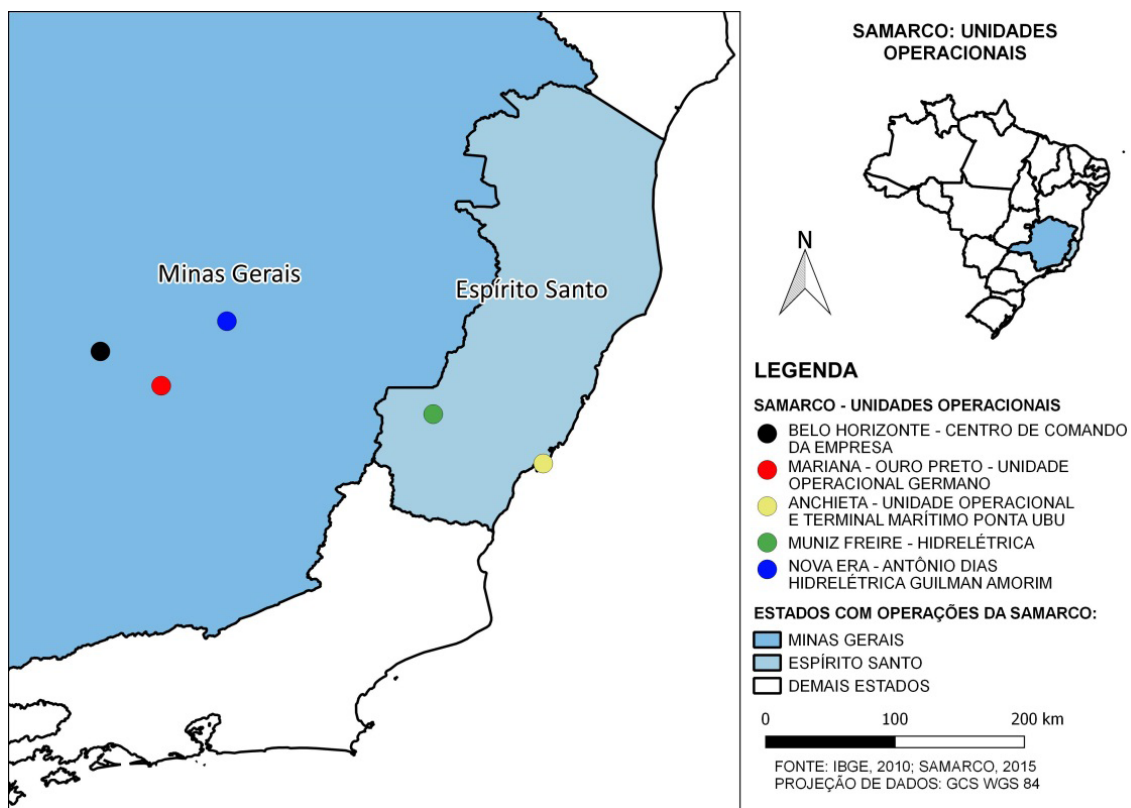 Minas Gerais
Espírito Santo
SAMARCO: UNIDADES
OPERACIONAIS
N
LEGENDA
SAMARCO - UNIDADES OPERACIONAIS
BELO HORIZONTE - CENTRO DE COMANDO
DA EMPRESA
MARIANA - OURO PRETO - UNIDADE
OPERACIONAL GERMANO
ANCHIETA - UNIDADE OPERACIONAL
E TERMINAL MARÍTIMO PONTA UBU
MUNIZ FREIRE - HIDRELÉTRICA
NOVA ERA - ANTÔNIO DIAS
HIDRELÉTRICA GUILMAN AMORIM
ESTADOS COM OPERAÇÕES DA SAMARCO:
MINAS GERAIS
ESPÍRITO SANTO
DEMAIS ESTADOS
0 100 200 km
FONTE: IBGE, 2010; SAMARCO, 2015
PROJEÇÃO DE DADOS: GCS WGS 84